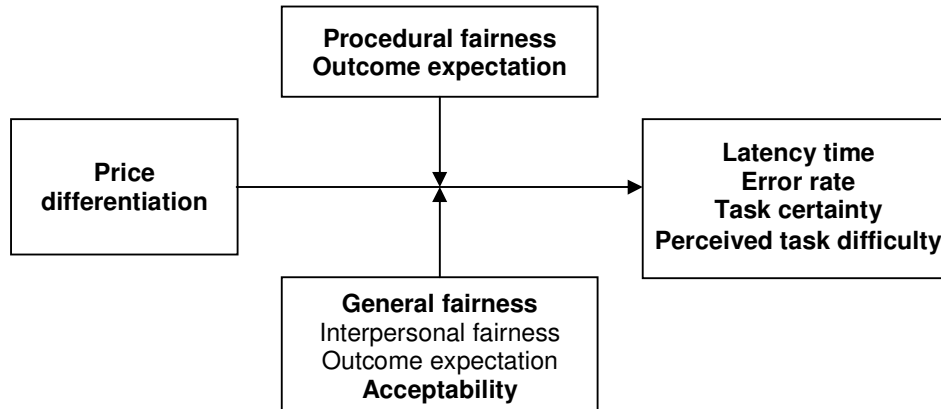 Procedural fairness
Outcome expectation
Price
differentiation
Latency time
Error rate
Task certainty
Perceived task difficulty
General fairness
Interpersonal fairness
Outcome expectation
Acceptability